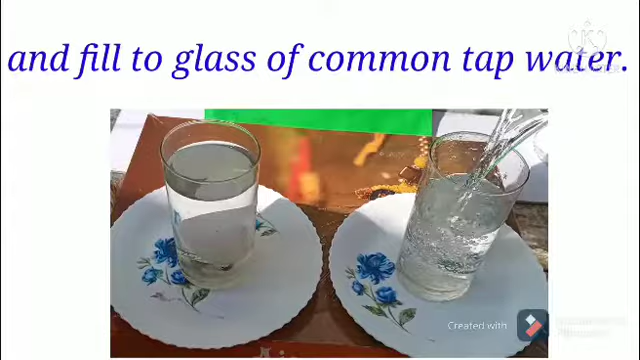 and fill to glass of common tap water.
Created with